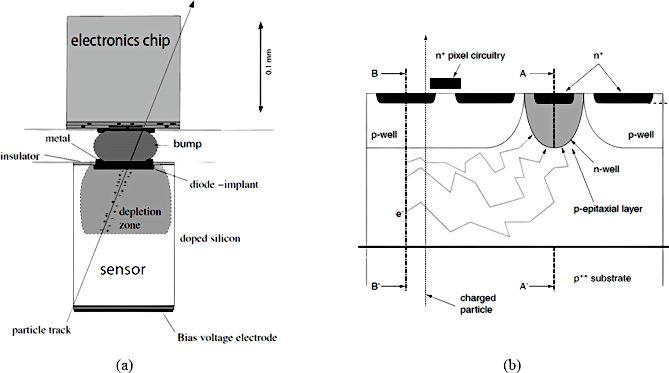 electronics chip
0.1 mm
metal
bump
insulator
diode -implant
depletion
zone
doped silicon
sensor
particle track
Bias voltage electrode
(a)
n+ pixel circuitry
B
A
n+
p-well
p-well
n-well
p-epitaxial layer
e-
p++ substrate
B'
A'
charged
particle
(b)